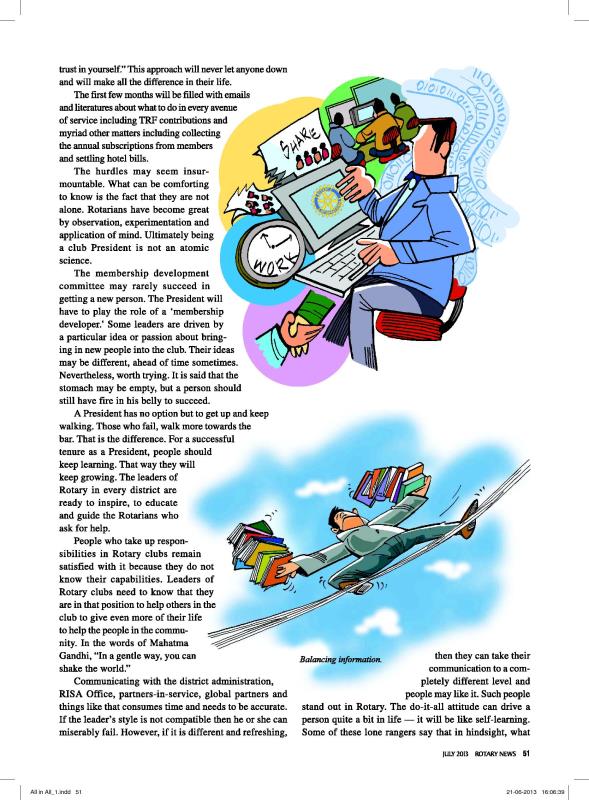 trust in yourself." This approach will never let anyone down
and will make all the difference in their life.
The first few months will be filled with emails
and literatures about what to do in every avenue
of service including TRF contributions and
myriad other matters including collecting
the annual subscriptions from members
and settling hotel bills.
The hurdles may seem insur-
mountable. What can be comforting
to know is the fact that they are not
alone. Rotarians have become great
by observation, experimentation and
application of mind. Ultimately being
a club President is not an atomic
science.
The membership development
committee may rarely succeed in
getting a new person. The President will
have to play the role of a 'membership
developer.' Some leaders are driven by
a particular idea or passion about bring-
ing in new people into the club. Their ideas
may be different, ahead of time sometimes.
Nevertheless, worth trying. It is said that the
stomach may be empty, but a person should
still have fire in his belly to succeed.
A President has no option but to get up and keep
walking. Those who fail, walk more towards the
bar. That is the difference. For a successful
tenure as a President, people should
keep learning. That way they will
keep growing. The leaders of
Rotary in every district are
ready to inspire, to educate
and guide the Rotarians who
ask for help.
People who take up respon-
sibilities in Rotary clubs remain
satisfied with it because they do not
know their capabilities. Leaders of
Rotary clubs need to know that they
are in that position to help others in the
club to give even more of their life
to help the people in the commu-
nity. In the words of Mahatma
Gandhi, "In a gentle way, you can
shake the world."
Communicating with the district administration,
RISA Office, partners-in-service, global partners and
things like that consumes time and needs to be accurate.
If the leader's style is not compatible then he or she can
miserably fail. However, if it is different and refreshing,
SHARE
WORK
Balancing information.
then they can take their
communication to a com-
pletely different level and
people may like it. Such people
stand out in Rotary. The do-it-all attitude can drive a
person quite a bit in life — it will be like self-learning.
Some of these lone rangers say that in hindsight, what
JULY 2013 ROTARY NEWS 51
All in All_1.indd 51
21-06-2013 16:06:39